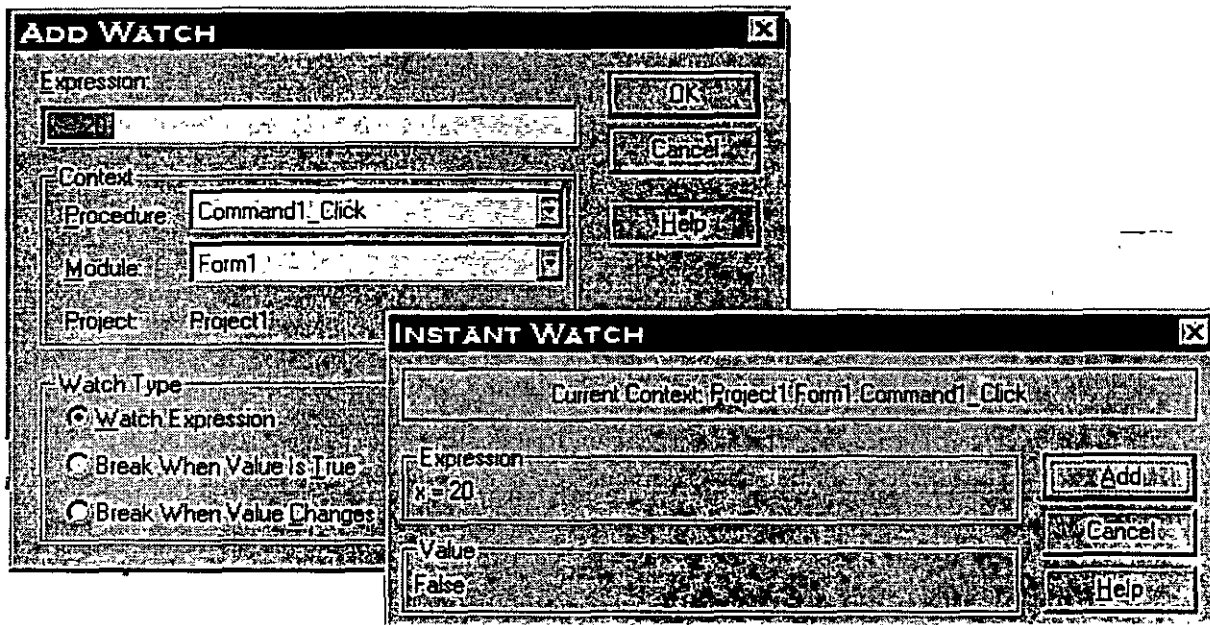 ADD WATCH
Expression:
OK
Cancel
Help
Context
Procedure: Command1_Click
Module: Form1
Project: Project1
Watch Type
Watch Expression
Break When Value Is True
Break When Value Changes
INSTANT WATCH
Current Context: Project1.Form1.Command1_Click
Expression
x = 20
Add
Cancel
Help
Value
False